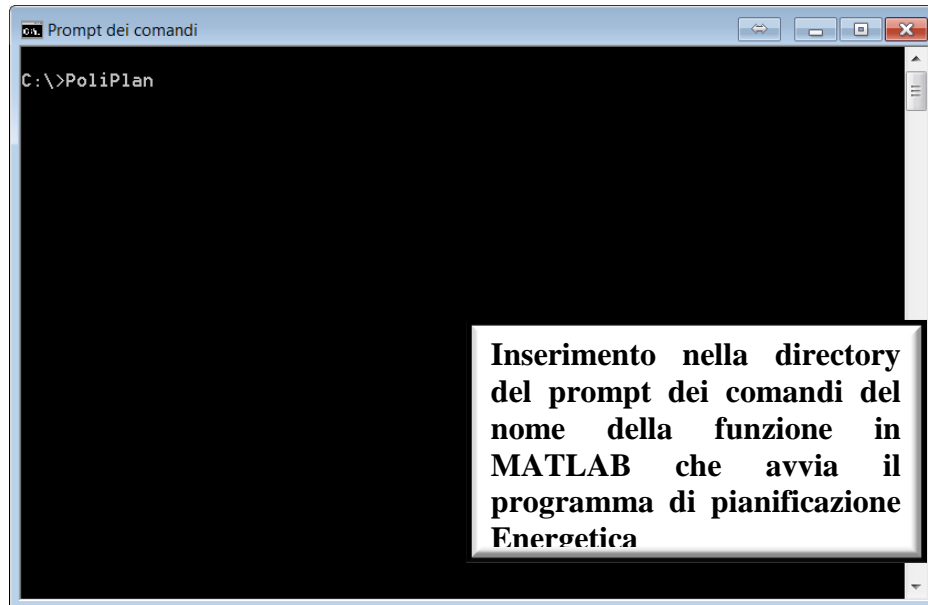 Prompt dei comandi
C:\>PoliPlan
Inserimento nella directory
del prompt dei comandi del
nome della funzione in
MATLAB che avvia il
programma di pianificazione
Energetica